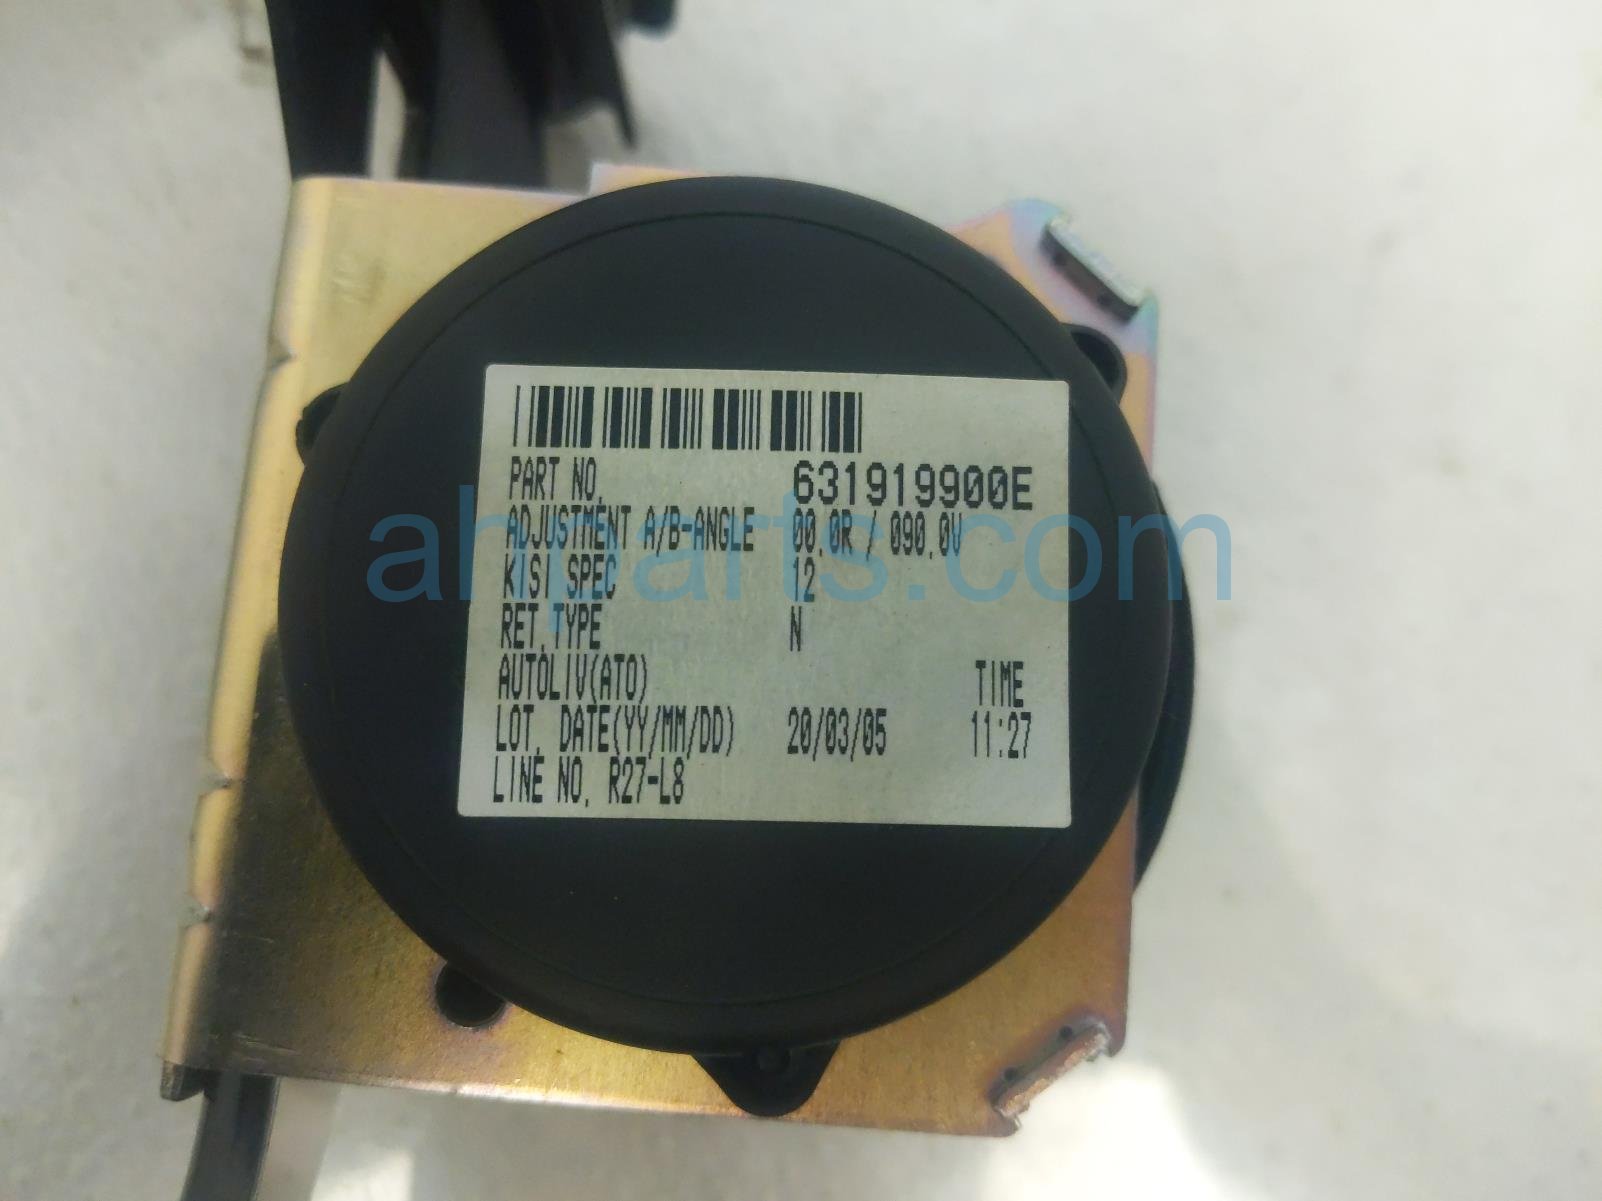 PART NO. 631919900E
ADJUSTMENT A/B-ANGLE 00.0R / 090.0V
KISI SPEC 12
RET.TYPE N
AUTOLIV(ATO) TIME
LOT. DATE(YY/MM/DD) 20/03/05 11:27
LINE NO. R27-L8
ahparts.com